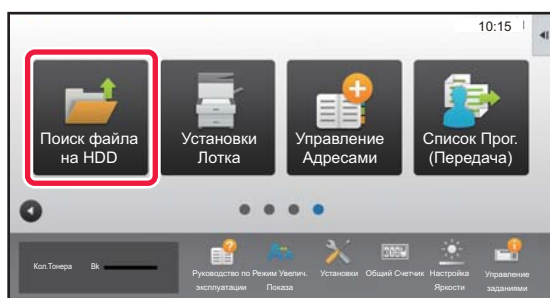 10:15
Поиск файла
на HDD
Установки
Лотка
Управление
Адресами
Список Прог.
(Передача)
Кол.Тонера Bk
Руководство по
эксплуатации
Режим Увелич.
Показа
Установки
Общий Счетчик
Настройка
Яркости
Управление
заданиями